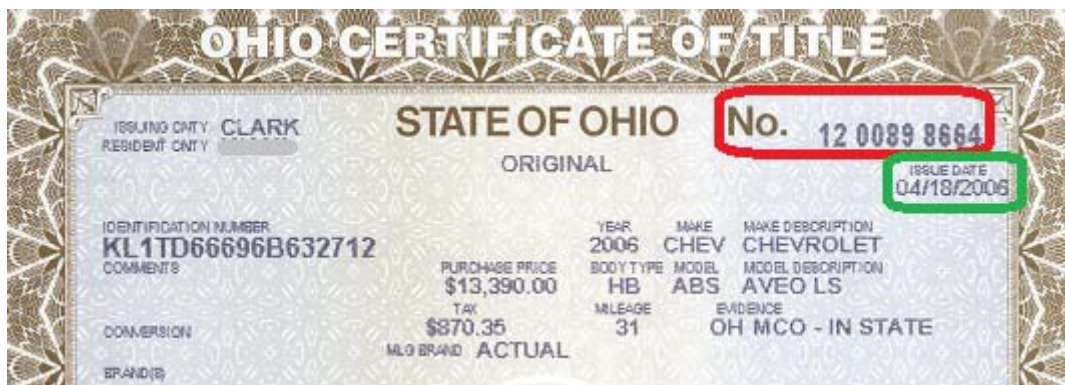 OHIO CERTIFICATE OF TITLE
ISSUING CNTY CLARK
STATE OF OHIO
No. 12 0089 8664
RESIDENT CNTY
ORIGINAL
ISSUE DATE
04/18/2006
IDENTIFICATION NUMBER YEAR MAKE MAKE DESCRIPTION
KL1TD66696B632712 2006 CHEV CHEVROLET
COMMENTS PURCHASE PRICE BODY TYPE MODEL MODEL DESCRIPTION
$13,390.00 HB ABS AVEO LS
TAX MILEAGE EVIDENCE
CONVERSION $870.35 31 OH MCO - IN STATE
MLG BRAND ACTUAL
BRAND(S)